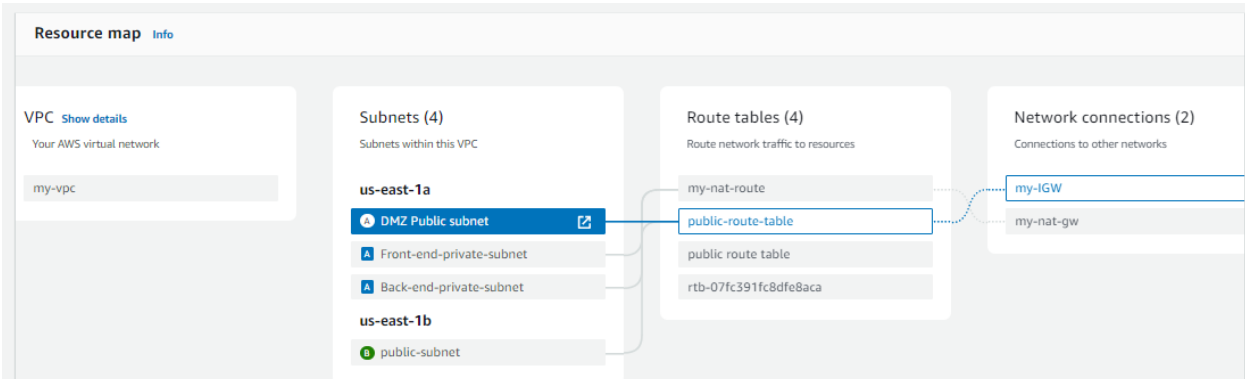 Resource map Info
VPC Show details
Your AWS virtual network
my-vpc
Subnets (4)
Subnets within this VPC
us-east-1a
A DMZ Public subnet
A Front-end-private-subnet
A Back-end-private-subnet
us-east-1b
B public-subnet
Route tables (4)
Route network traffic to resources
my-nat-route
public-route-table
public route table
rtb-07fc391fc8dfe8aca
Network connections (2)
Connections to other networks
my-IGW
my-nat-gw